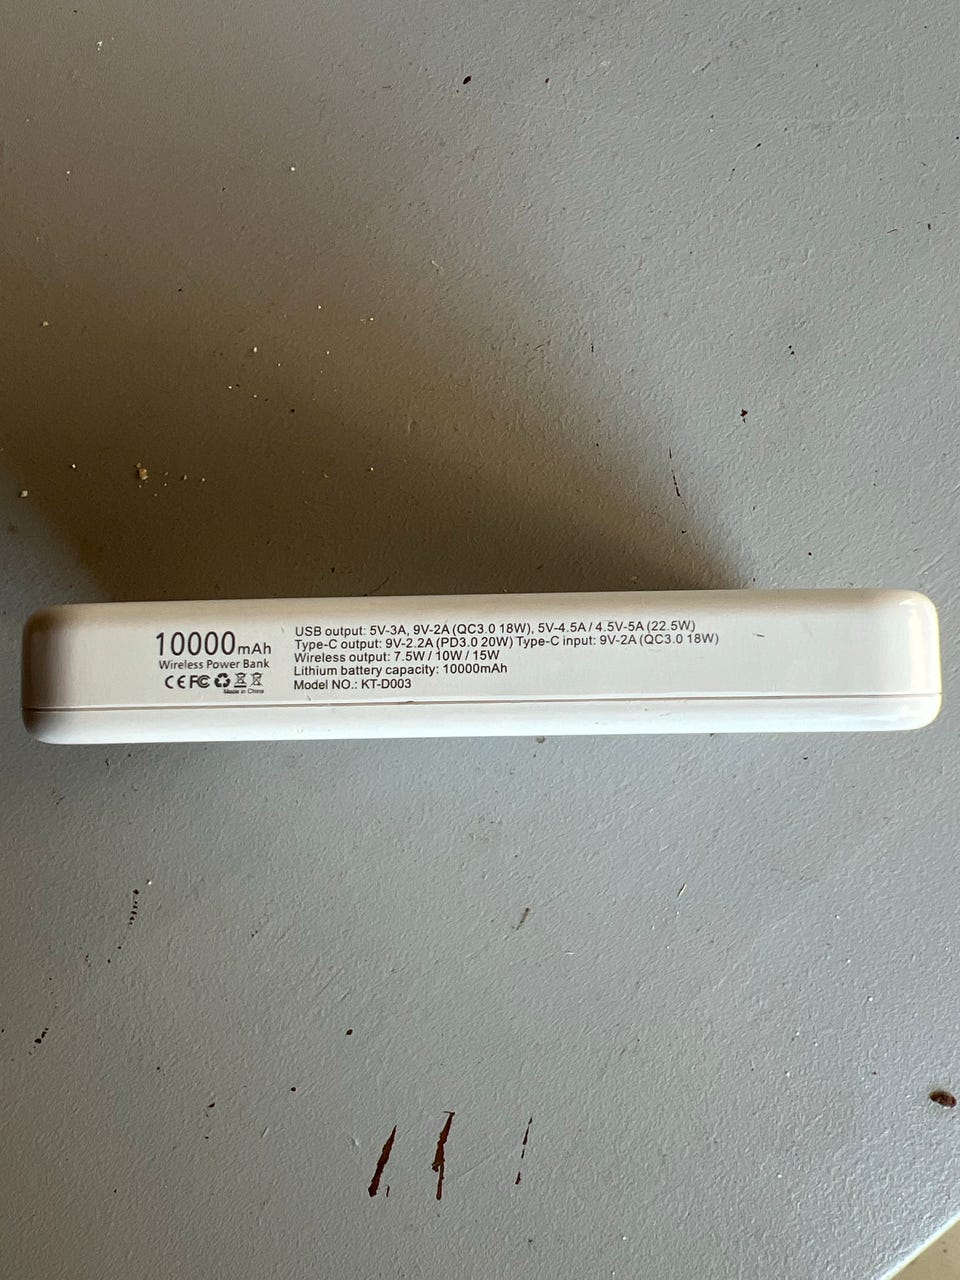 10000mAh
Wireless Power Bank
CE FC
Made in China
USB output: 5V-3A, 9V-2A (QC3.0 18W), 5V-4.5A / 4.5V-5A (22.5W)
Type-C output: 9V-2.2A (PD3.0 20W) Type-C input: 9V-2A (QC3.0 18W)
Wireless output: 7.5W / 10W / 15W
Lithium battery capacity: 10000mAh
Model NO.: KT-D003